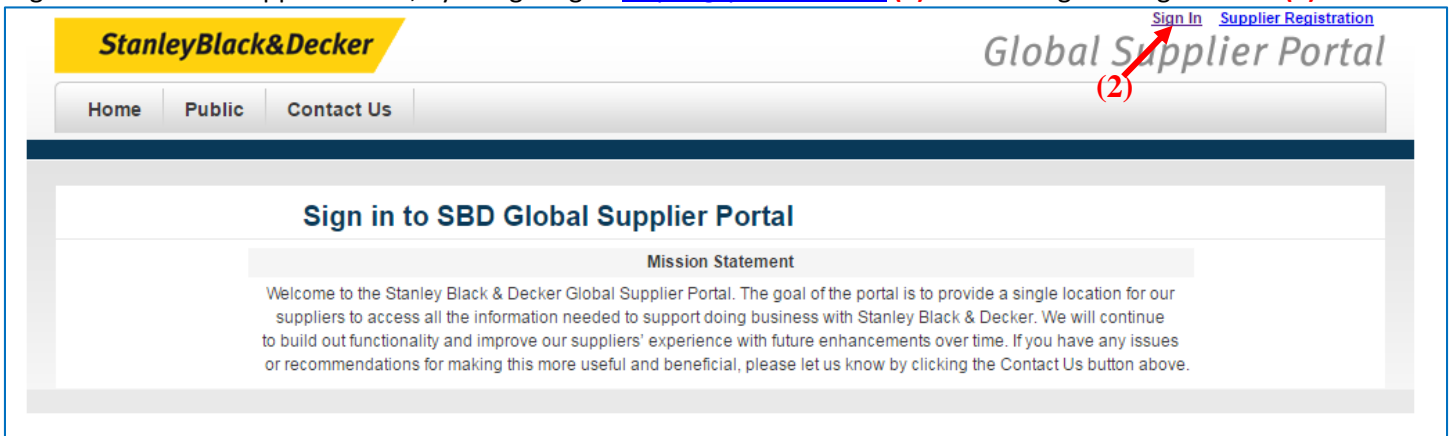 Sign In Supplier Registration
StanleyBlack&Decker
Global Supplier Portal
(2)
Home Public Contact Us
Sign in to SBD Global Supplier Portal
Mission Statement
Welcome to the Stanley Black & Decker Global Supplier Portal. The goal of the portal is to provide a single location for our
suppliers to access all the information needed to support doing business with Stanley Black & Decker. We will continue
to build out functionality and improve our suppliers' experience with future enhancements over time. If you have any issues
or recommendations for making this more useful and beneficial, please let us know by clicking the Contact Us button above.